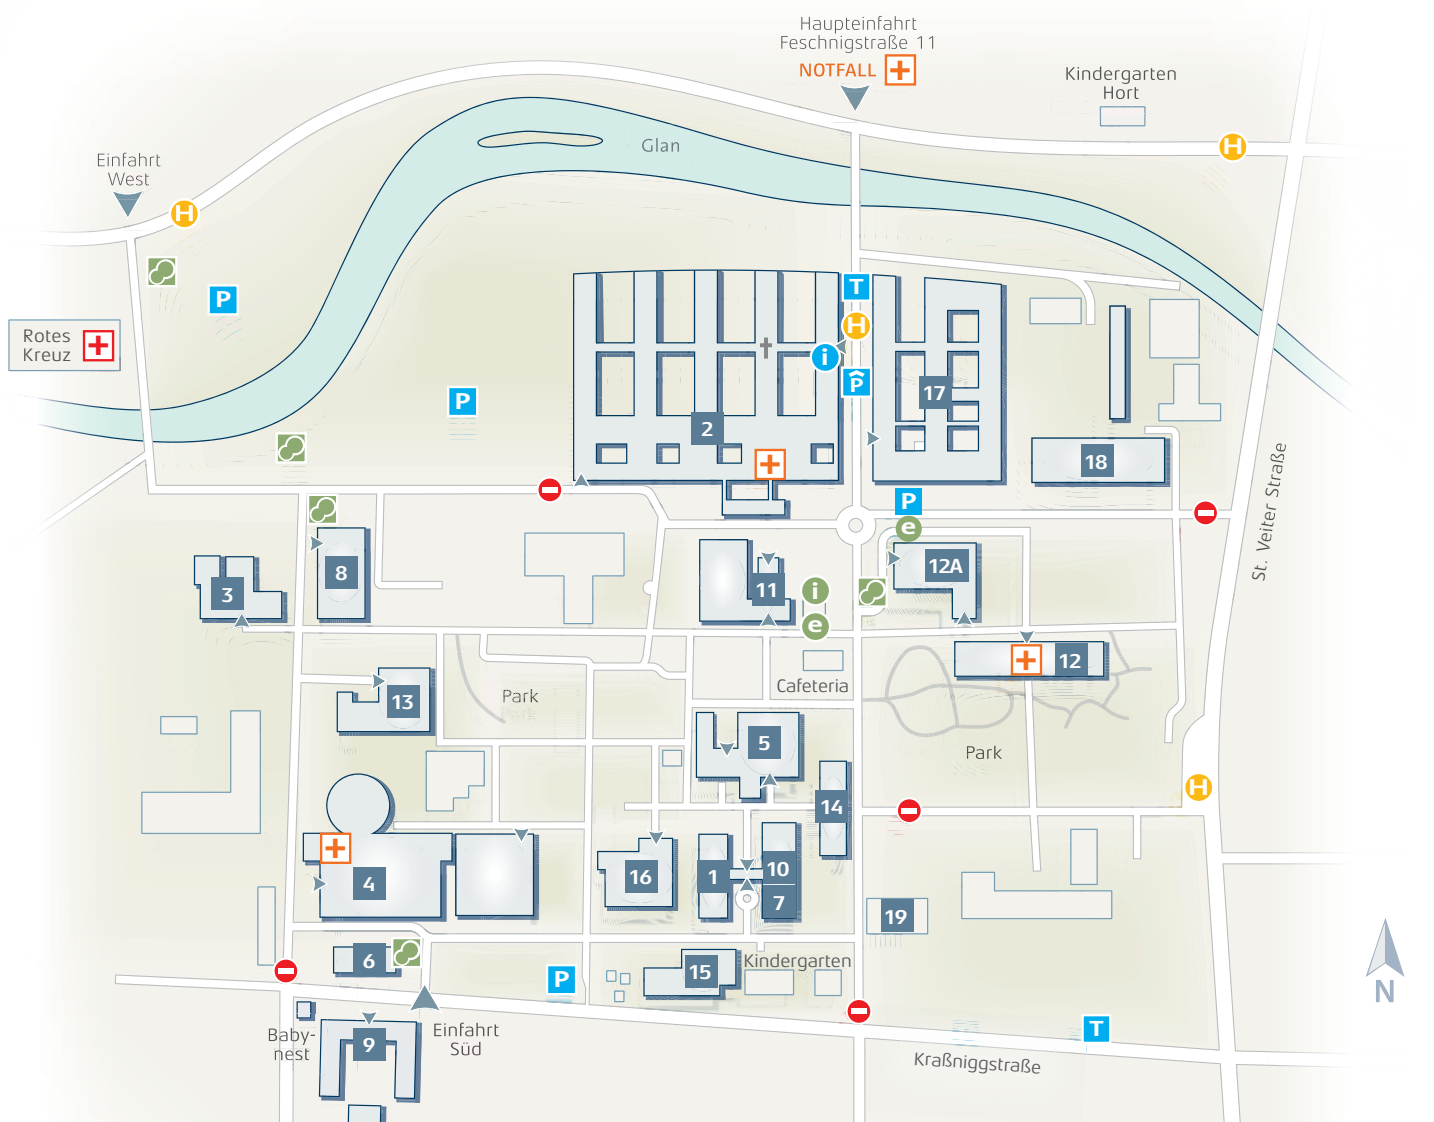 Haupteinfahrt
Feschnigstraße 11
NOTFALL
Kindergarten
Hort
H
Glan
Einfahrt
West
H
P
T
Rotes
Kreuz
H
i
P
P
17
2
18
P
e
St. Veiter Straße
8
3
11
12A
i
e
12
Cafeteria
13
Park
5
Park
H
14
4
16
1
10
7
19
6
P
15
Kindergarten
N
Baby-
nest
9
Einfahrt
Süd
T
Kraßniggstraße